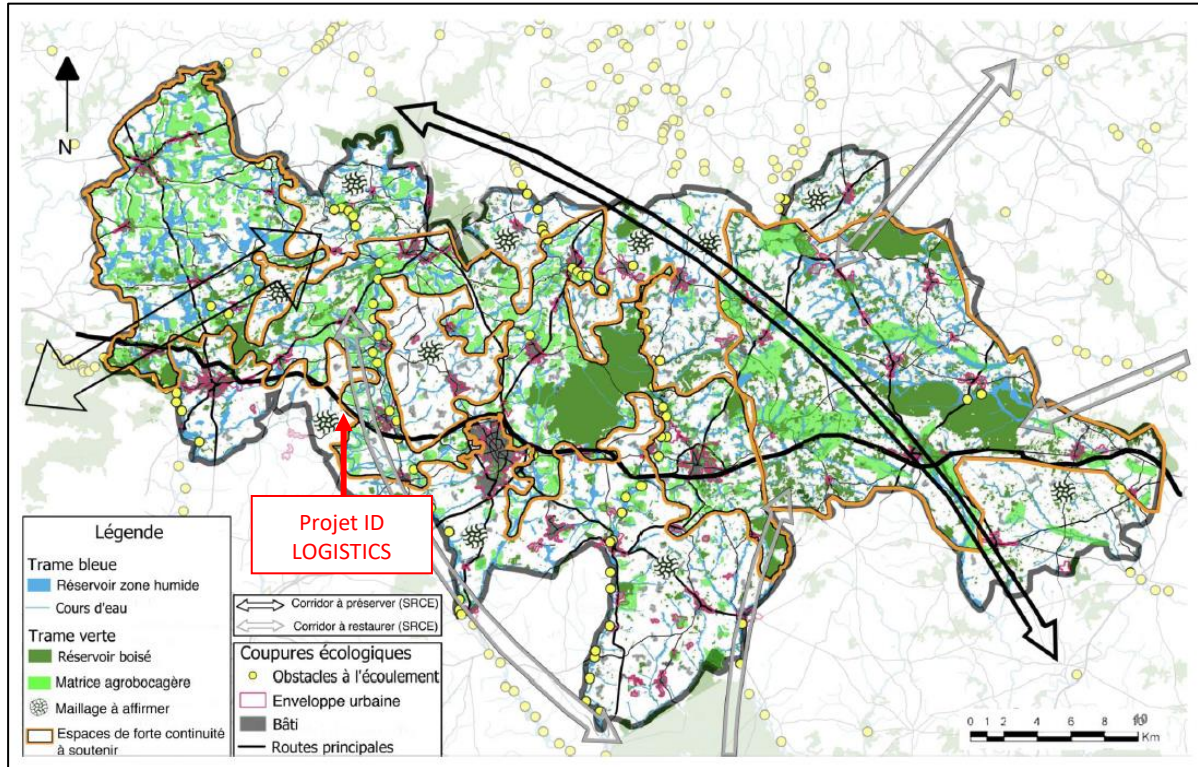 N
Projet ID
LOGISTICS
Légende
Trame bleue
Réservoir zone humide
Cours d'eau
Trame verte
Réservoir boisé
Matrice agrobocagère
Maillage à affirmer
Espaces de forte continuité
à soutenir
Corridor à préserver (SRCE)
Corridor à restaurer (SRCE)
Coupures écologiques
Obstacles à l'écoulement
Enveloppe urbaine
Bâti
Routes principales
0 1 2 4 6 8 10
Km